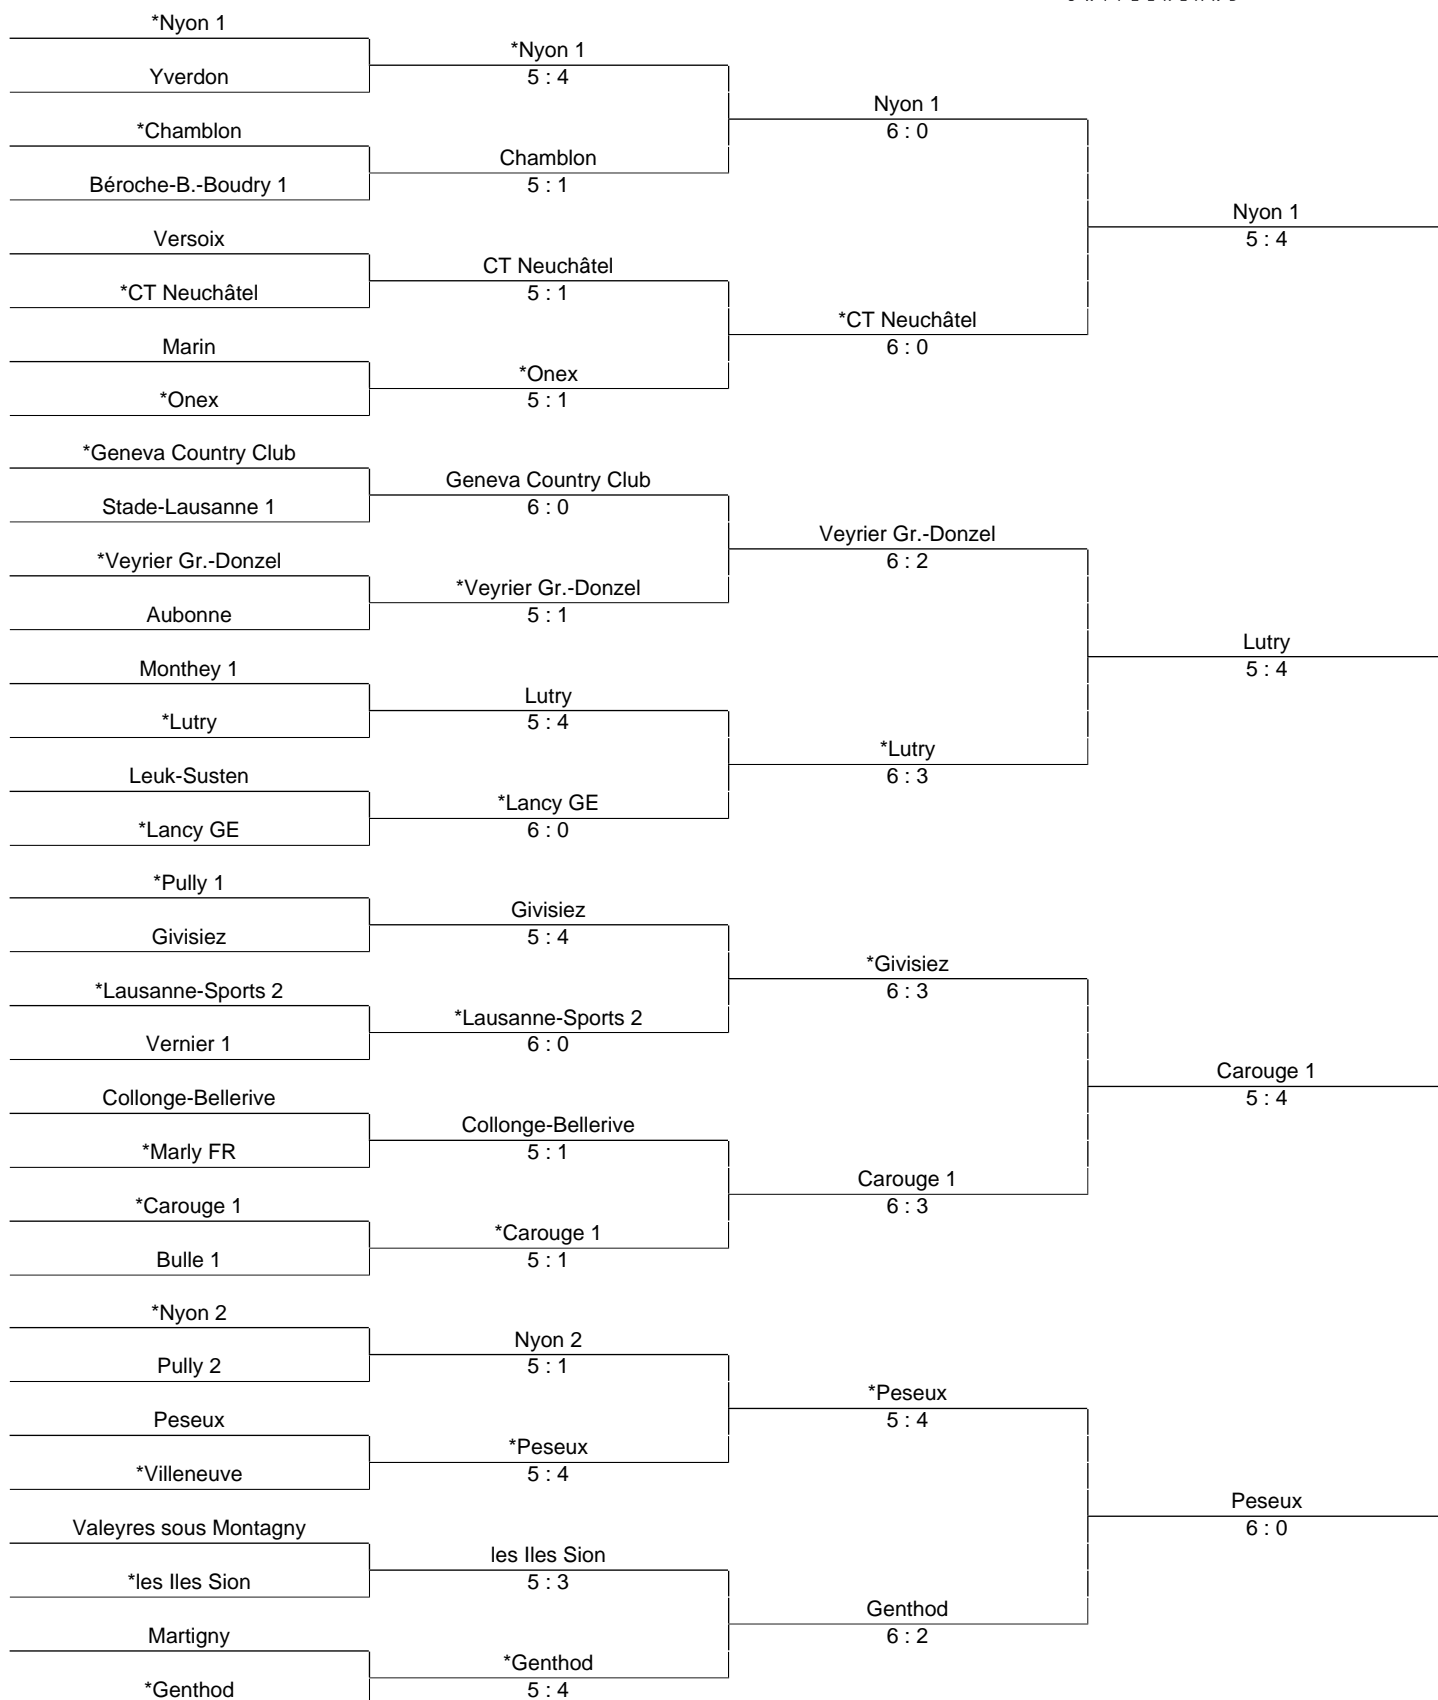 *Nyon 1
Yverdon
*Chamblon
Béroche-B.-Boudry 1
Versoix
*CT Neuchâtel
Marin
*Onex
*Geneva Country Club
Stade-Lausanne 1
*Veyrier Gr.-Donzel
Aubonne
Monthey 1
*Lutry
Leuk-Susten
*Lancy GE
*Pully 1
Givisiez
*Lausanne-Sports 2
Vernier 1
Collonge-Bellerive
*Marly FR
*Carouge 1
Bulle 1
*Nyon 2
Pully 2
Peseux
*Villeneuve
Valeyres sous Montagny
*les Iles Sion
Martigny
*Genthod
*Nyon 1
5 : 4
Chamblon
5 : 1
CT Neuchâtel
5 : 1
*Onex
5 : 1
Geneva Country Club
6 : 0
*Veyrier Gr.-Donzel
5 : 1
Lutry
5 : 4
*Lancy GE
6 : 0
Givisiez
5 : 4
*Lausanne-Sports 2
6 : 0
Collonge-Bellerive
5 : 1
*Carouge 1
5 : 1
Nyon 2
5 : 1
*Peseux
5 : 4
les Iles Sion
5 : 3
*Genthod
5 : 4
Nyon 1
6 : 0
*CT Neuchâtel
6 : 0
Veyrier Gr.-Donzel
6 : 2
*Lutry
6 : 3
*Givisiez
6 : 3
Carouge 1
6 : 3
*Peseux
5 : 4
Genthod
6 : 2
Nyon 1
5 : 4
Lutry
5 : 4
Carouge 1
5 : 4
Peseux
6 : 0